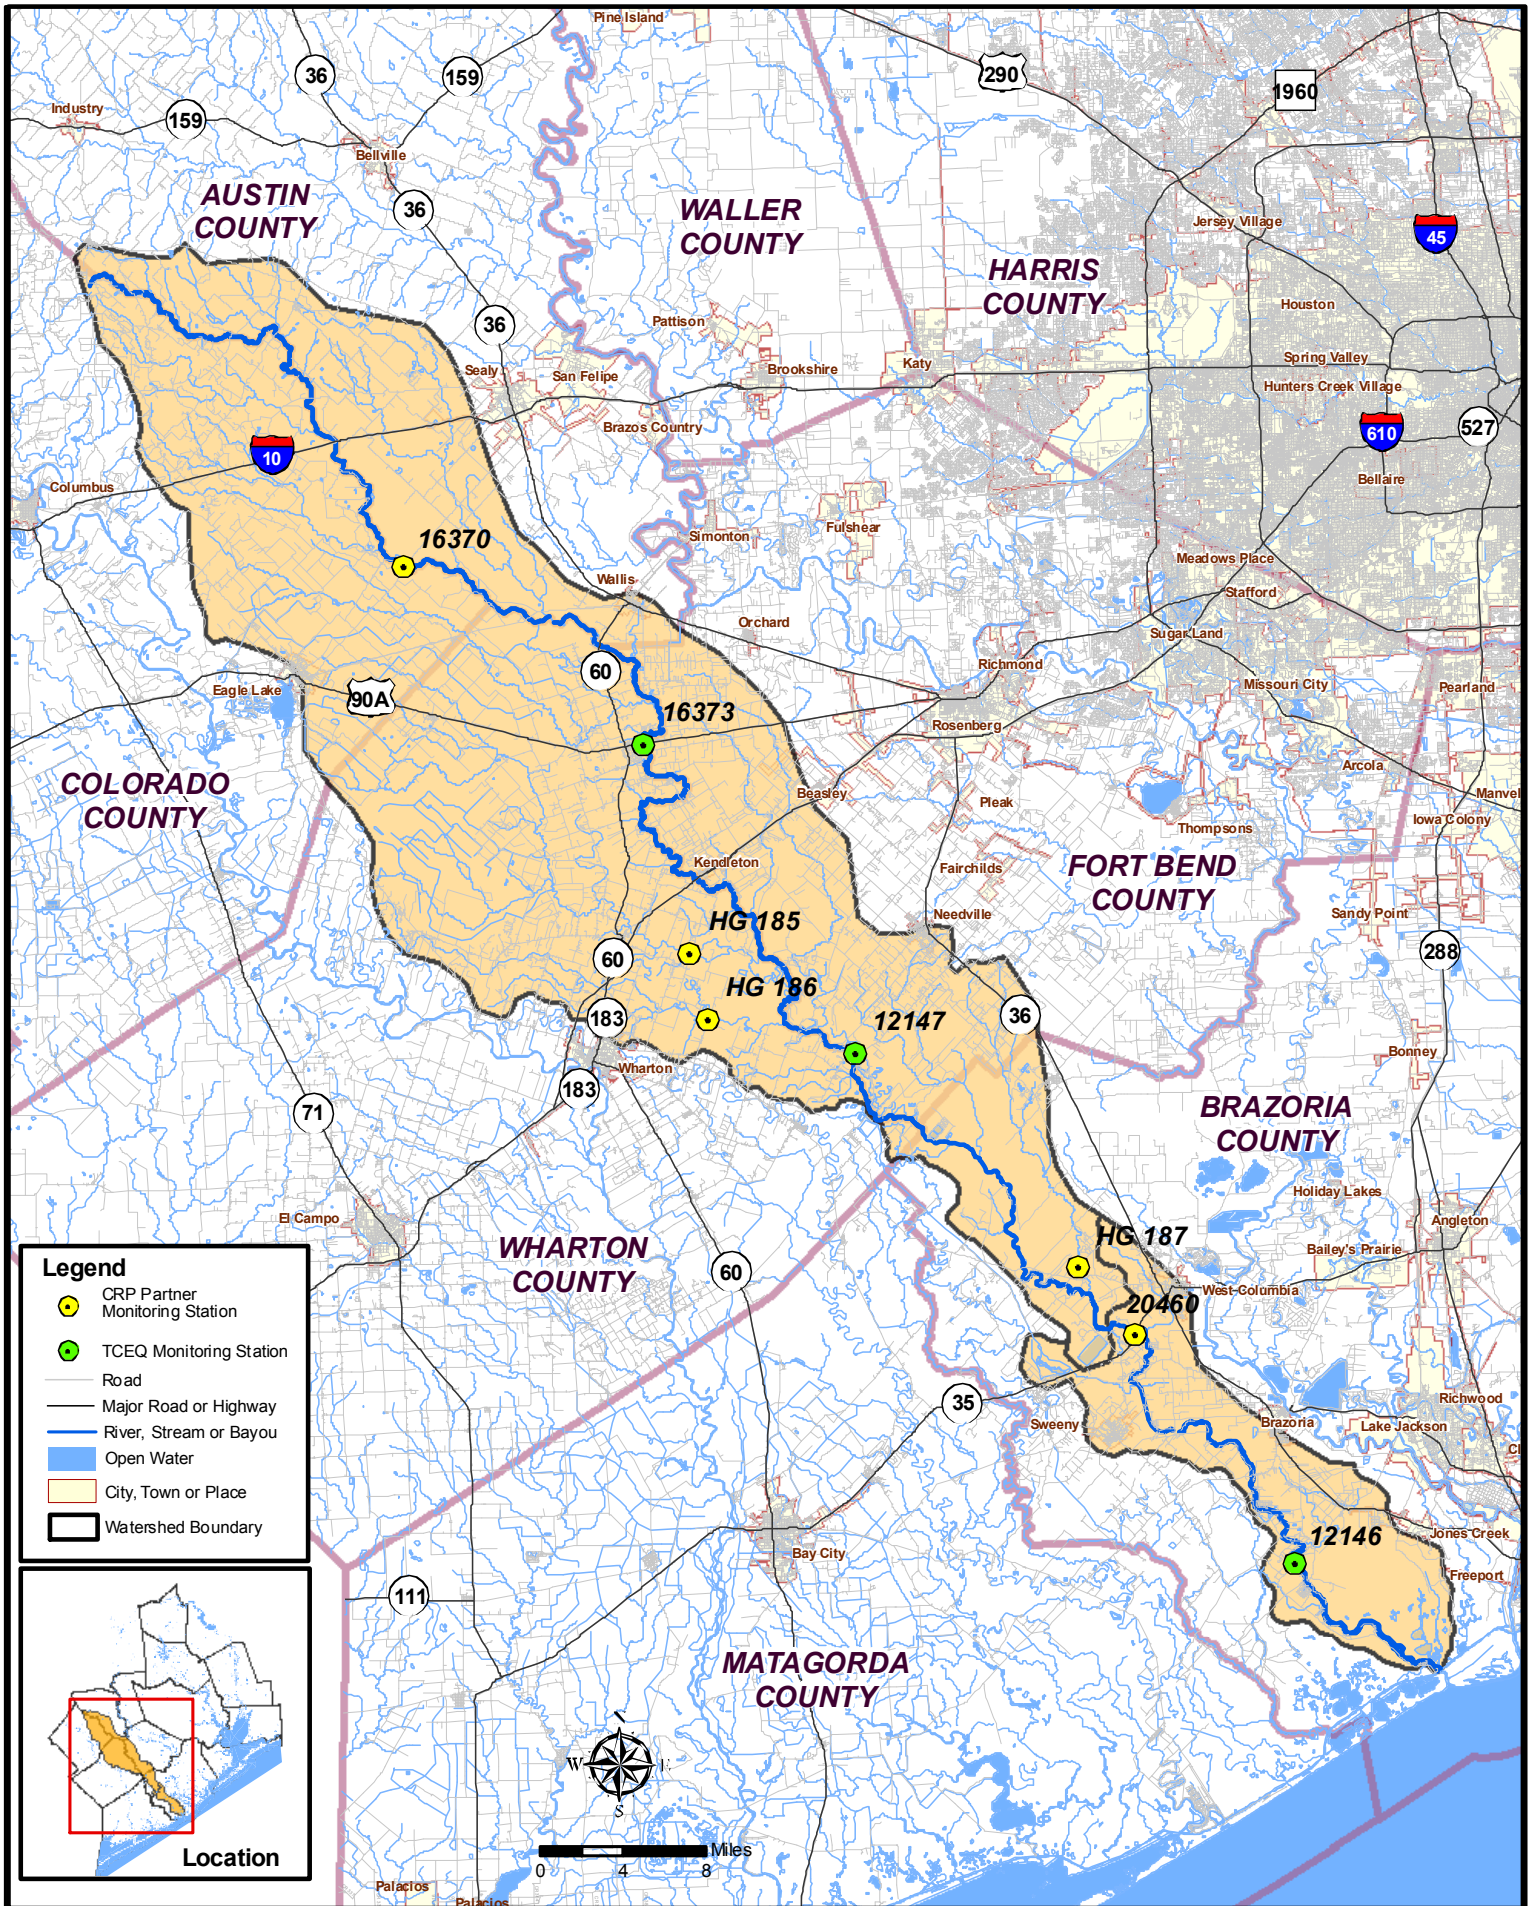 Pine Island
36
159
290
1960
Industry
159
Bellville
AUSTIN
COUNTY
36
WALLER
COUNTY
Jersey Village
45
HARRIS
COUNTY
Houston
36
Pattison
Sealy
San Felipe
Brookshire
Katy
Spring Valley
Hunters Creek Village
Brazos Country
610
527
10
Columbus
Bellaire
16370
Simonton
Fulshear
Wallis
Meadows Place
Stafford
Orchard
Sugar Land
60
Richmond
Eagle Lake
90A
16373
Missouri City
Pearland
Rosenberg
COLORADO
COUNTY
Beasley
Pleak
Arcola
Manvel
Thompsons
Iowa Colony
Kendleton
Fairchilds
FORT BEND
COUNTY
HG 185
Needville
Sandy Point
60
288
HG 186
183
12147
36
Wharton
Bonney
183
71
BRAZORIA
COUNTY
Holiday Lakes
El Campo
Angleton
WHARTON
COUNTY
HG 187
Bailey's Prairie
60
West Columbia
20460
35
Sweeny
Brazoria
Richwood
Lake Jackson
Cl
12146
Jones Creek
Bay City
Freeport
111
MATAGORDA
COUNTY
Legend
CRP Partner
Monitoring Station
TCEQ Monitoring Station
Road
Major Road or Highway
River, Stream or Bayou
Open Water
City, Town or Place
Watershed Boundary
Location
N
W
E
S
Miles
0 4 8
Palacios
Palacios